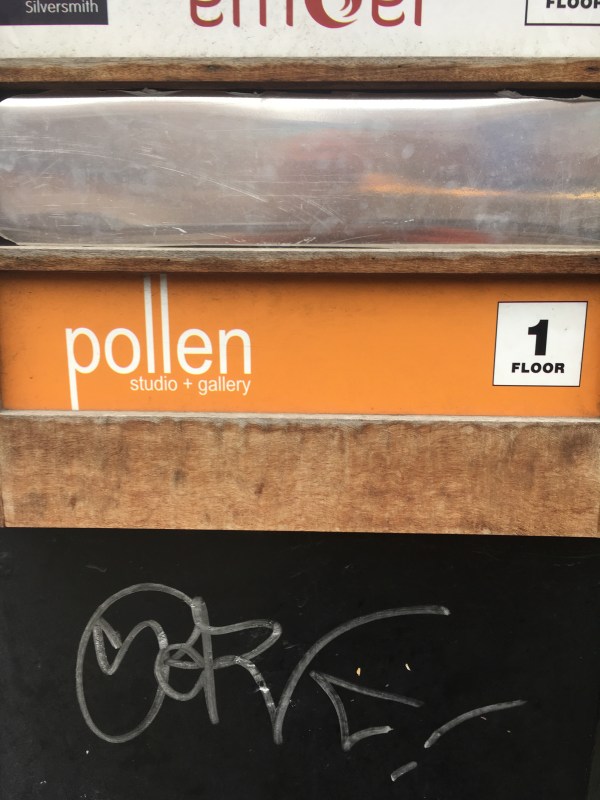 Silversmith
FLOOR
pollen
studio + gallery
1
FLOOR